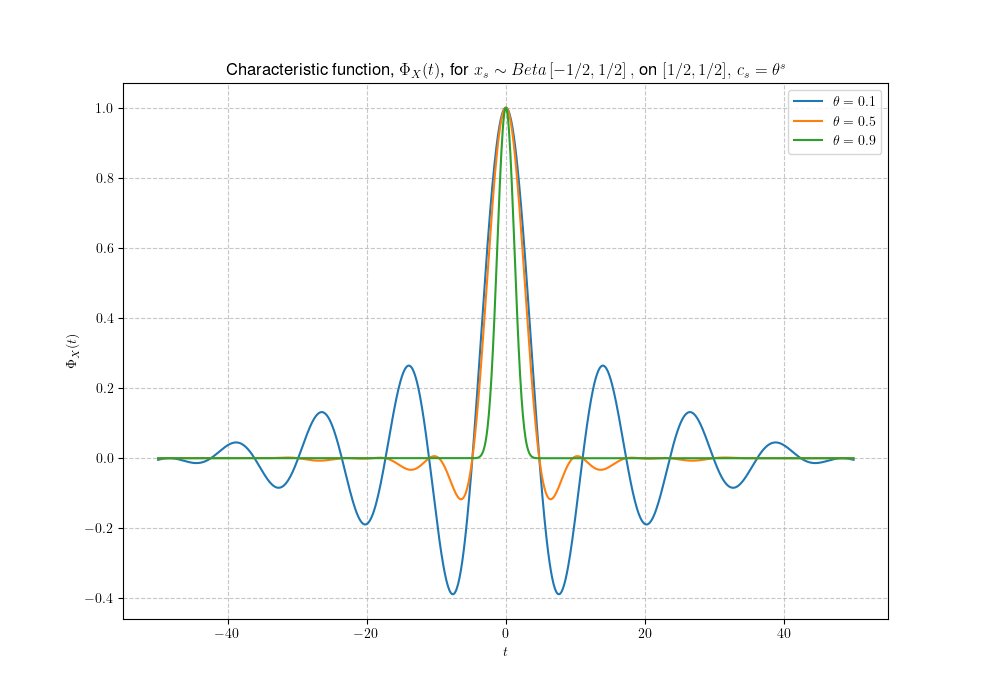 Characteristic function, Φ_X(t), for x_s ∼ Beta [−1/2, 1/2] , on [1/2, 1/2], c_s = θ^s
θ = 0.1
θ = 0.5
θ = 0.9
1.0
0.8
0.6
0.4
0.2
0.0
−0.2
−0.4
Φ_X(t)
−40
−20
0
20
40
t